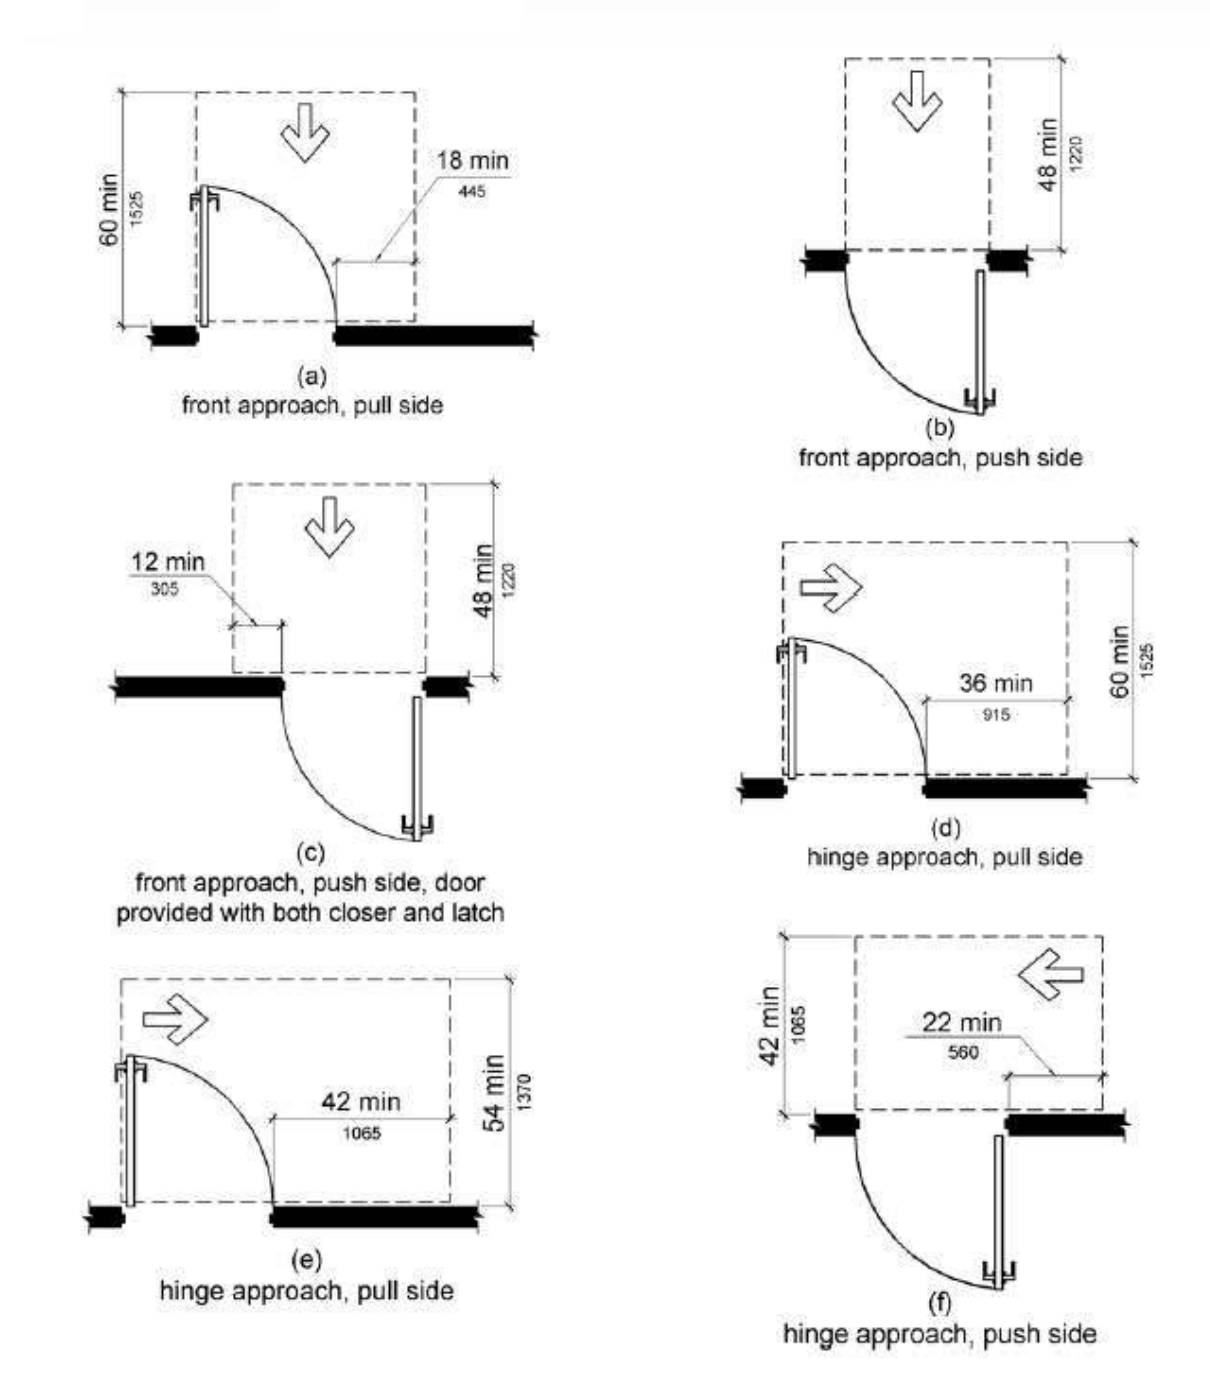 60 min
1525
18 min
445
(a)
front approach, pull side
48 min
1220
(b)
front approach, push side
12 min
305
48 min
1220
(c)
front approach, push side, door
provided with both closer and latch
36 min
915
60 min
1525
(d)
hinge approach, pull side
42 min
1065
54 min
1370
(e)
hinge approach, pull side
42 min
1065
22 min
560
(f)
hinge approach, push side